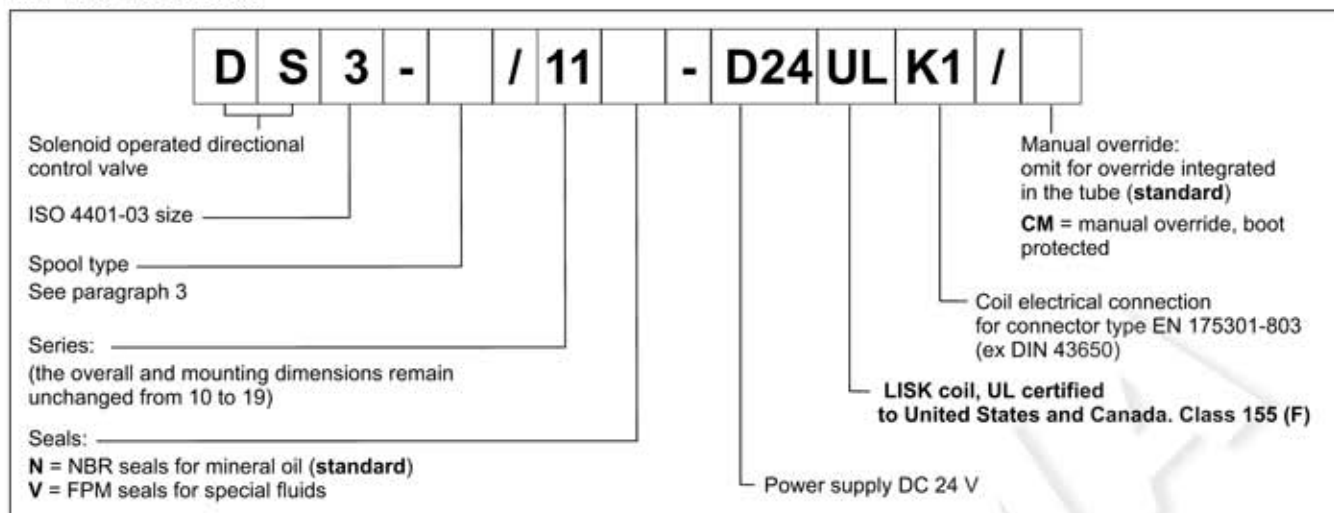 D S 3 - / 11 - D24 UL K1 /
Solenoid operated directional
control valve
ISO 4401-03 size
Spool type
See paragraph 3
Series:
(the overall and mounting dimensions remain
unchanged from 10 to 19)
Seals:
N = NBR seals for mineral oil (standard)
V = FPM seals for special fluids
Manual override:
omit for override integrated
in the tube (standard)
CM = manual override, boot
protected
Coil electrical connection
for connector type EN 175301-803
(ex DIN 43650)
LISK coil, UL certified
to United States and Canada. Class 155 (F)
Power supply DC 24 V